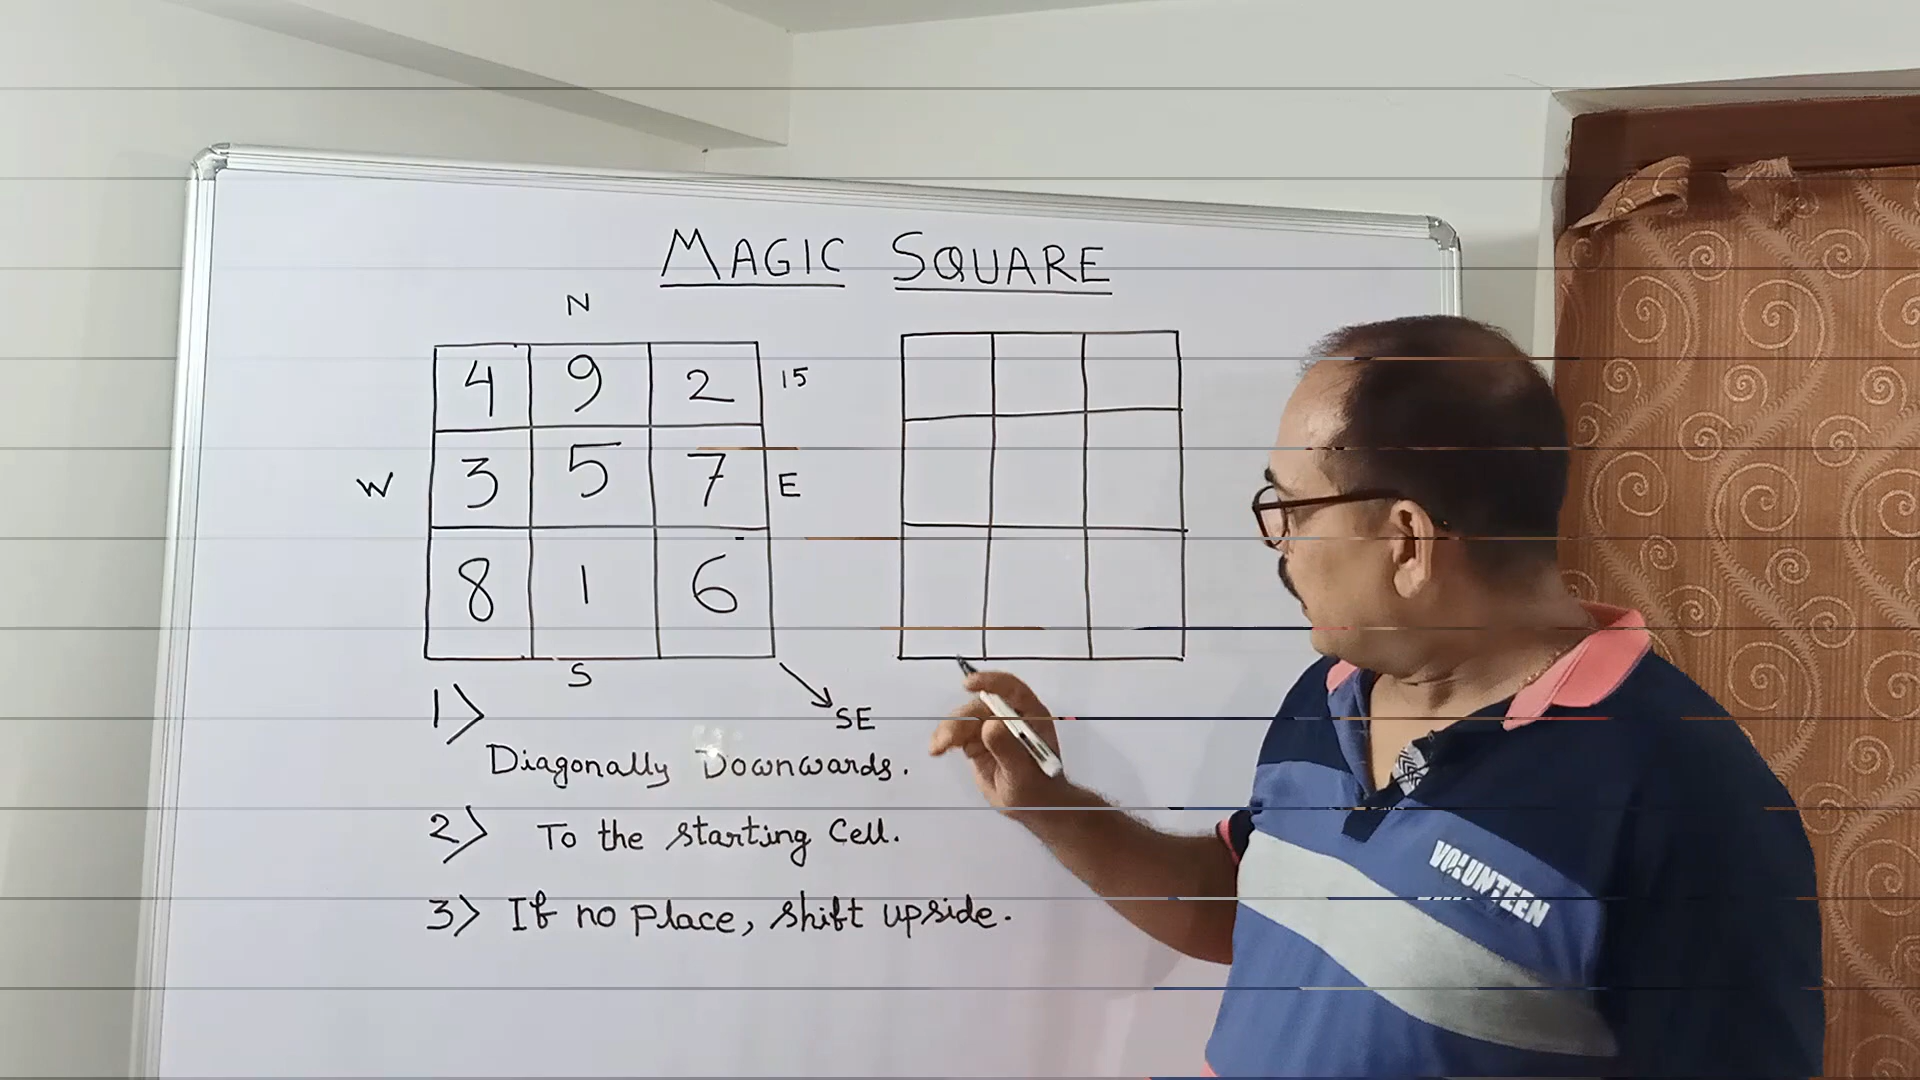 MAGIC SQUARE
N
4 9 2 15
W 3 5 7 E
8 1 6
S
SE
1>
Diagonally Downwards.
2> To the starting Cell.
3> If no place, shift upside.
VOLUNTEEN